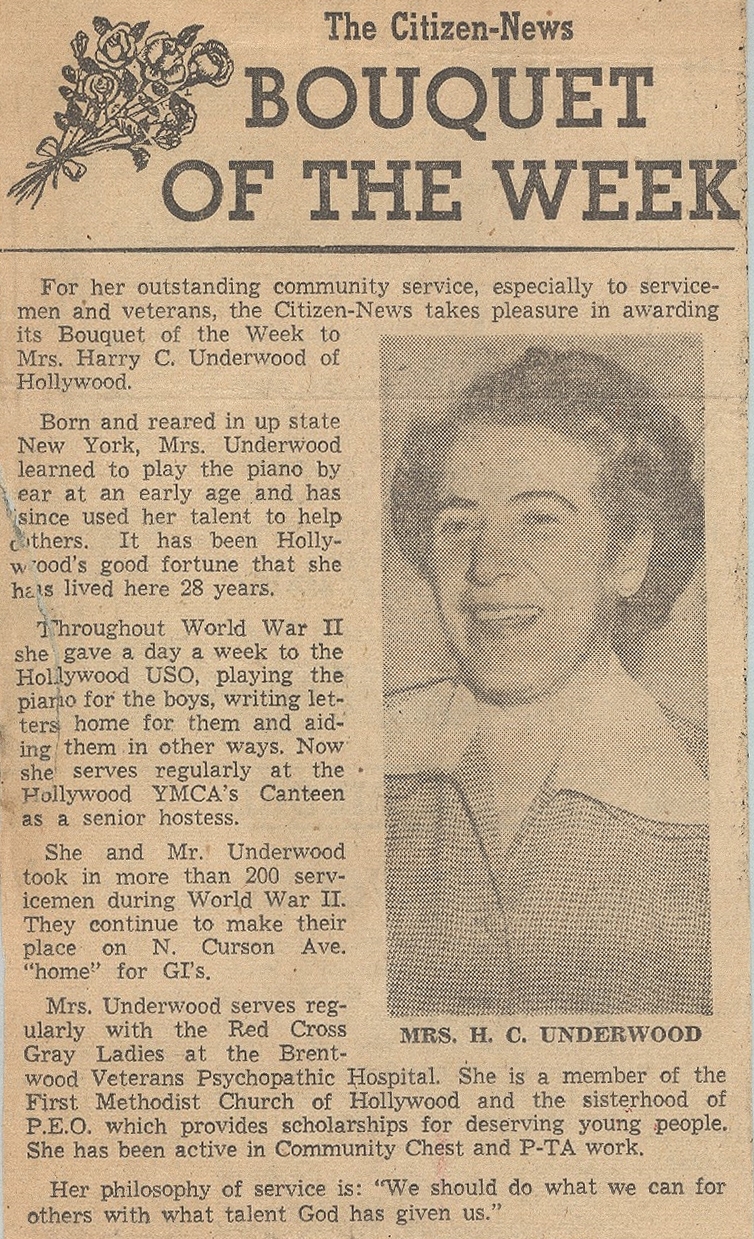 The Citizen-News
BOUQUET
OF THE WEEK
For her outstanding community service, especially to service-
men and veterans, the Citizen-News takes pleasure in awarding
its Bouquet of the Week to
Mrs. Harry C. Underwood of
Hollywood.
Born and reared in up state
New York, Mrs. Underwood
learned to play the piano by
ear at an early age and has
since used her talent to help
others. It has been Holly-
wood's good fortune that she
has lived here 28 years.
Throughout World War II
she gave a day a week to the
Hollywood USO, playing the
piano for the boys, writing let-
ters home for them and aid-
ing them in other ways. Now
she serves regularly at the
Hollywood YMCA's Canteen
as a senior hostess.
She and Mr. Underwood
took in more than 200 serv-
icemen during World War II.
They continue to make their
place on N. Curson Ave.
"home" for GI's.
Mrs. Underwood serves reg-
ularly with the Red Cross
Gray Ladies at the Brent-
wood Veterans Psychopathic Hospital. She is a member of the
First Methodist Church of Hollywood and the sisterhood of
P.E.O. which provides scholarships for deserving young people.
She has been active in Community Chest and P-TA work.
Her philosophy of service is: "We should do what we can for
others with what talent God has given us."
MRS. H. C. UNDERWOOD